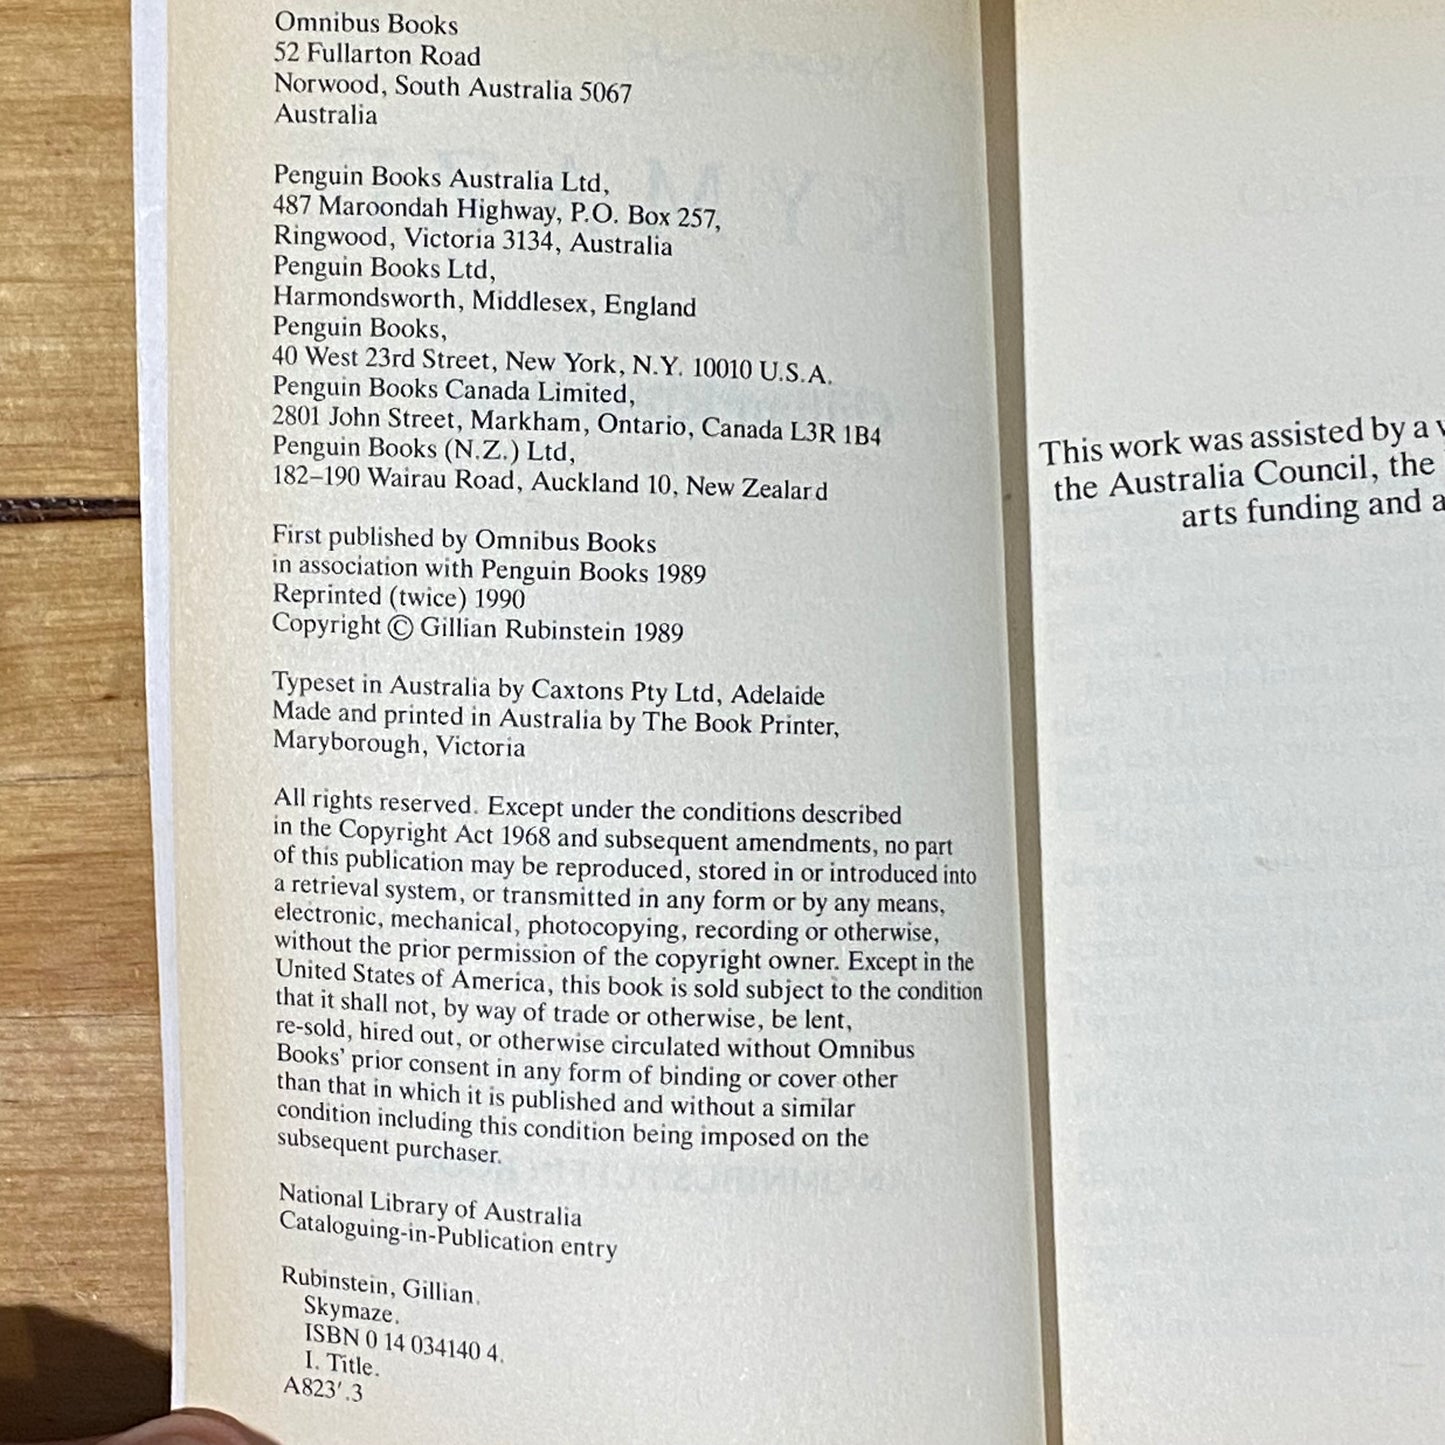 Omnibus Books
52 Fullarton Road
Norwood, South Australia 5067
Australia
Penguin Books Australia Ltd,
487 Maroondah Highway, P.O. Box 257,
Ringwood, Victoria 3134, Australia
Penguin Books Ltd,
Harmondsworth, Middlesex, England
Penguin Books,
40 West 23rd Street, New York, N.Y. 10010 U.S.A.
Penguin Books Canada Limited,
2801 John Street, Markham, Ontario, Canada L3R 1B4
Penguin Books (N.Z.) Ltd,
182–190 Wairau Road, Auckland 10, New Zealard
First published by Omnibus Books
in association with Penguin Books 1989
Reprinted (twice) 1990
Copyright © Gillian Rubinstein 1989
Typeset in Australia by Caxtons Pty Ltd, Adelaide
Made and printed in Australia by The Book Printer,
Maryborough, Victoria
All rights reserved. Except under the conditions described
in the Copyright Act 1968 and subsequent amendments, no part
of this publication may be reproduced, stored in or introduced into
a retrieval system, or transmitted in any form or by any means,
electronic, mechanical, photocopying, recording or otherwise,
without the prior permission of the copyright owner. Except in the
United States of America, this book is sold subject to the condition
that it shall not, by way of trade or otherwise, be lent,
re-sold, hired out, or otherwise circulated without Omnibus
Books' prior consent in any form of binding or cover other
than that in which it is published and without a similar
condition including this condition being imposed on the
subsequent purchaser.
National Library of Australia
Cataloguing-in-Publication entry
Rubinstein, Gillian.
Skymaze.
ISBN 0 14 034140 4.
I. Title.
A823'.3
This work was assisted by a
the Australia Council, the
arts funding and a